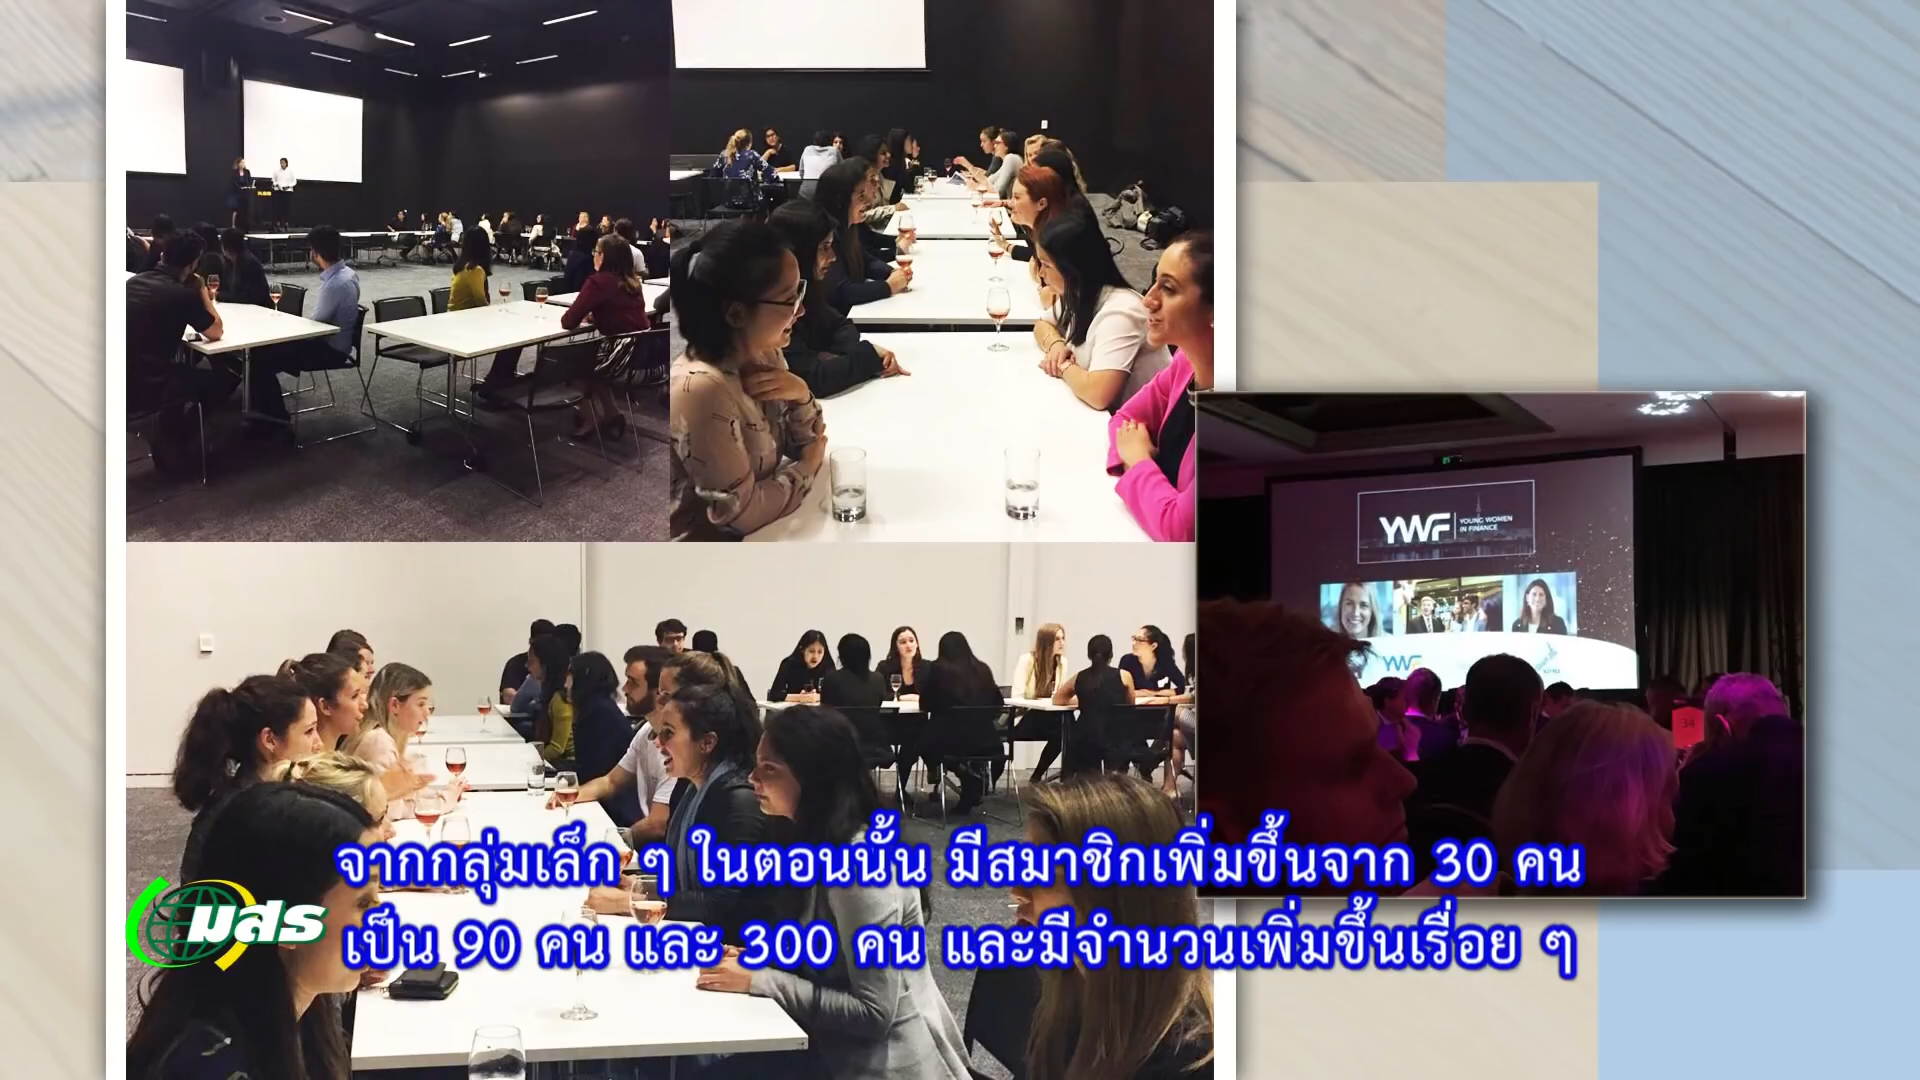 YWF YOUNG WOMEN
IN FINANCE
YWF
34
จากกลุ่มเล็ก ๆ ในตอนนั้น มีสมาชิกเพิ่มขึ้นจาก 30 คน
มสร
เป็น 90 คน และ 300 คน และมีจำนวนเพิ่มขึ้นเรื่อย ๆ